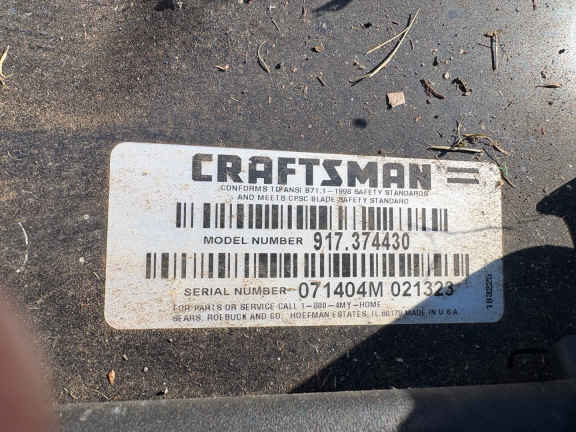 CRAFTSMAN
CONFORMS TO ANSI B71.1-1998 SAFETY STANDARDS
AND MEETS CPSC BLADE SAFETY STANDARD
MODEL NUMBER 917.374430
SERIAL NUMBER 071404M 021323
FOR PARTS OR SERVICE CALL 1-800-4MY-HOME
SEARS, ROEBUCK AND CO. HOFFMAN ESTATES, IL 60179 MADE IN U.S.A.